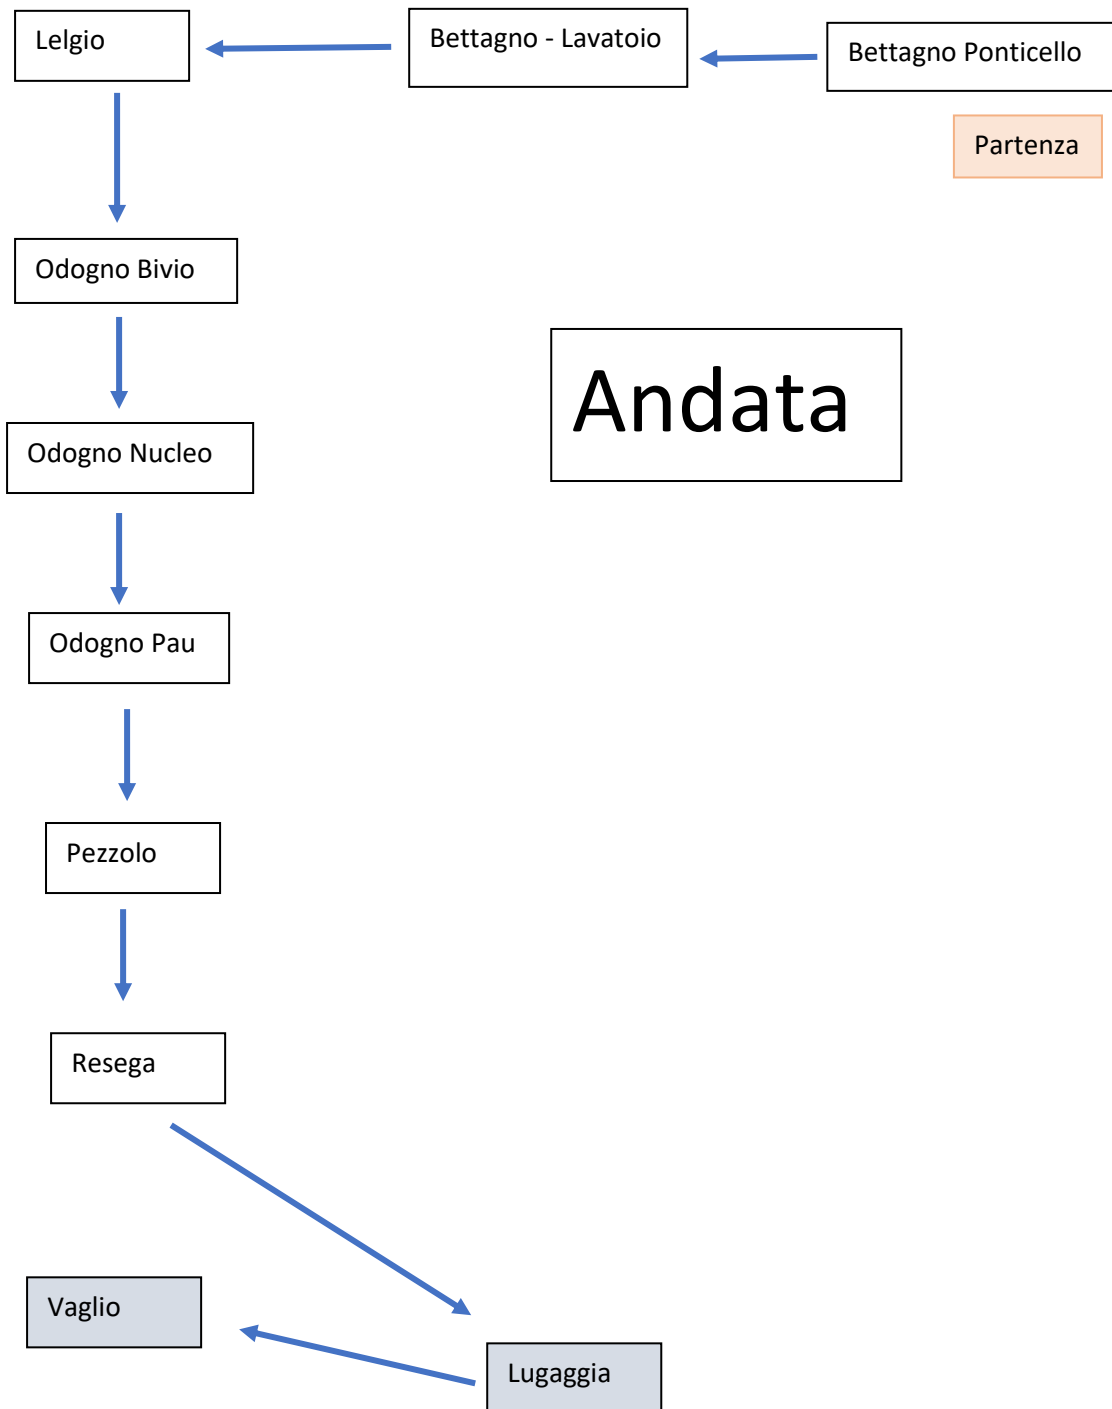 Lelgio
Bettagno - Lavatoio
Bettagno Ponticello
Partenza
Odogno Bivio
Andata
Odogno Nucleo
Odogno Pau
Pezzolo
Resega
Vaglio
Lugaggia